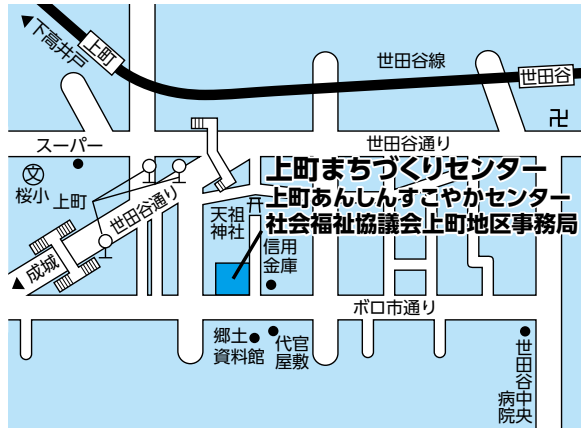 下高井戸
上町
世田谷線
世田谷
卍
スーパー
世田谷通り
上町まちづくりセンター
上町あんしんすこやかセンター
社会福祉協議会上町地区事務局
文
桜小
上町
世田谷通り
天祖
神社
信用
金庫
成城
ボロ市通り
郷土
資料館
代官
屋敷
世田谷中央
病院